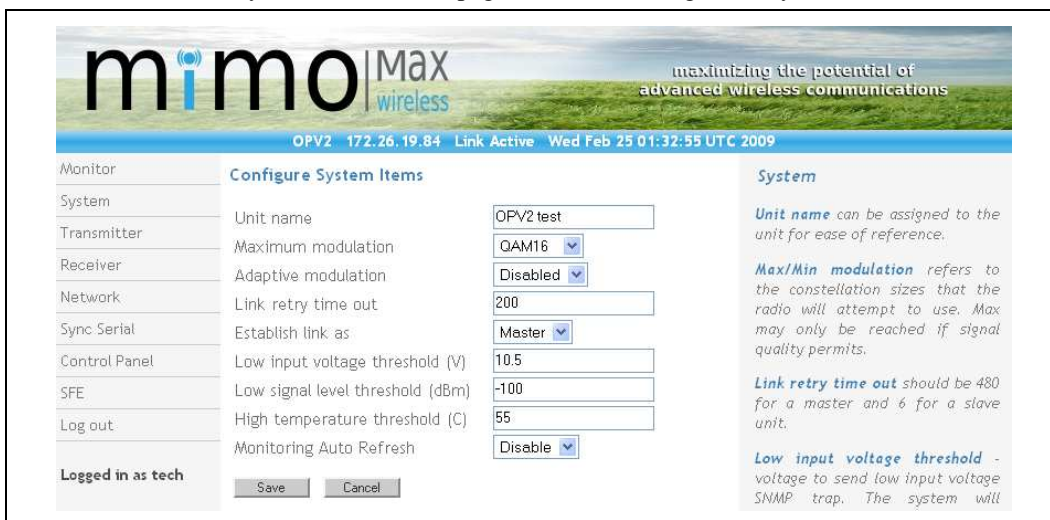 mimo Max wireless
maximizing the potential of
advanced wireless communications
OPV2 172.26.19.84 Link Active Wed Feb 25 01:32:55 UTC 2009
Monitor
System
Transmitter
Receiver
Network
Sync Serial
Control Panel
SFE
Log out
Logged in as tech
Configure System Items
Unit name OPV2 test
Maximum modulation QAM16
Adaptive modulation Disabled
Link retry time out 200
Establish link as Master
Low input voltage threshold (V) 10.5
Low signal level threshold (dBm) -100
High temperature threshold (C) 55
Monitoring Auto Refresh Disable
Save Cancel
System
Unit name can be assigned to the
unit for ease of reference.
Max/Min modulation refers to
the constellation sizes that the
radio will attempt to use. Max
may only be reached if signal
quality permits.
Link retry time out should be 480
for a master and 6 for a slave
unit.
Low input voltage threshold -
voltage to send low input voltage
SNMP trap. The system will